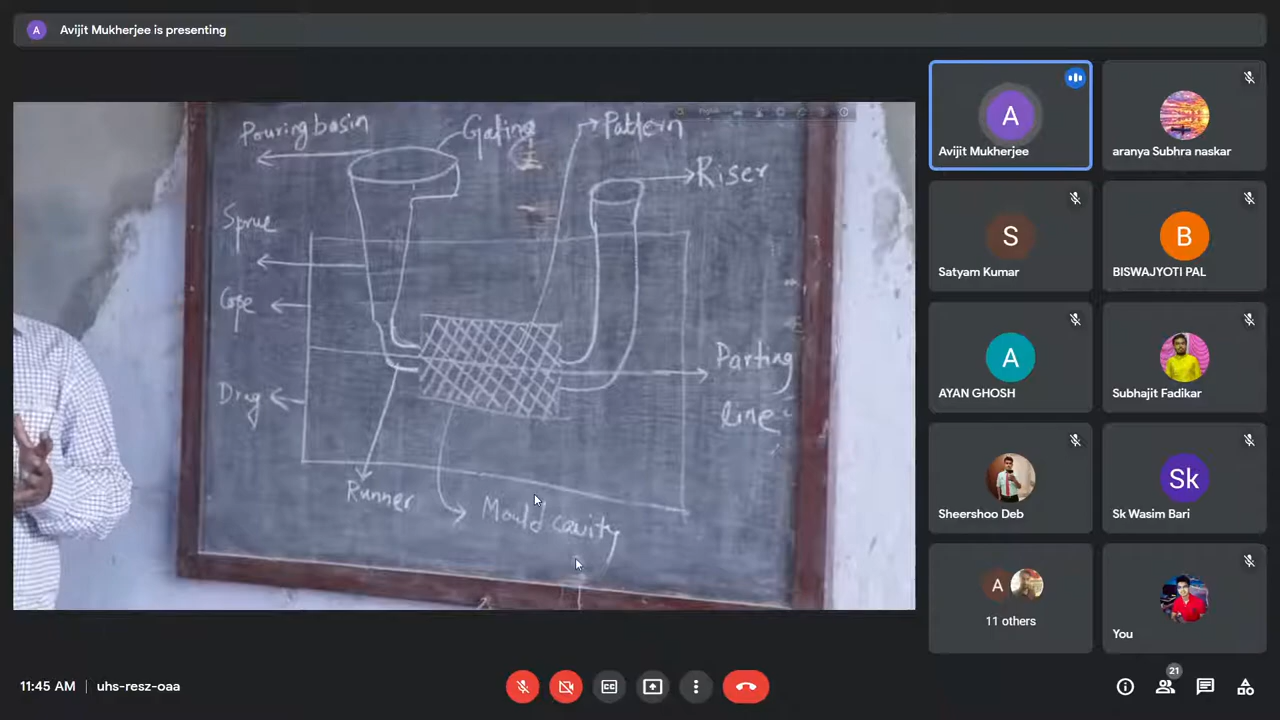 A Avijit Mukherjee is presenting
Pouring basin
Gating
Pattern
Riser
Sprue
Cope
Drag
Parting
line
Runner
Mould cavity
A
Avijit Mukherjee
aranya Subhra naskar
S
Satyam Kumar
B
BISWAJYOTI PAL
A
AYAN GHOSH
Subhajit Fadikar
Sheershoo Deb
Sk
Sk Wasim Bari
A
11 others
You
11:45 AM | uhs-resz-oaa
CC
21